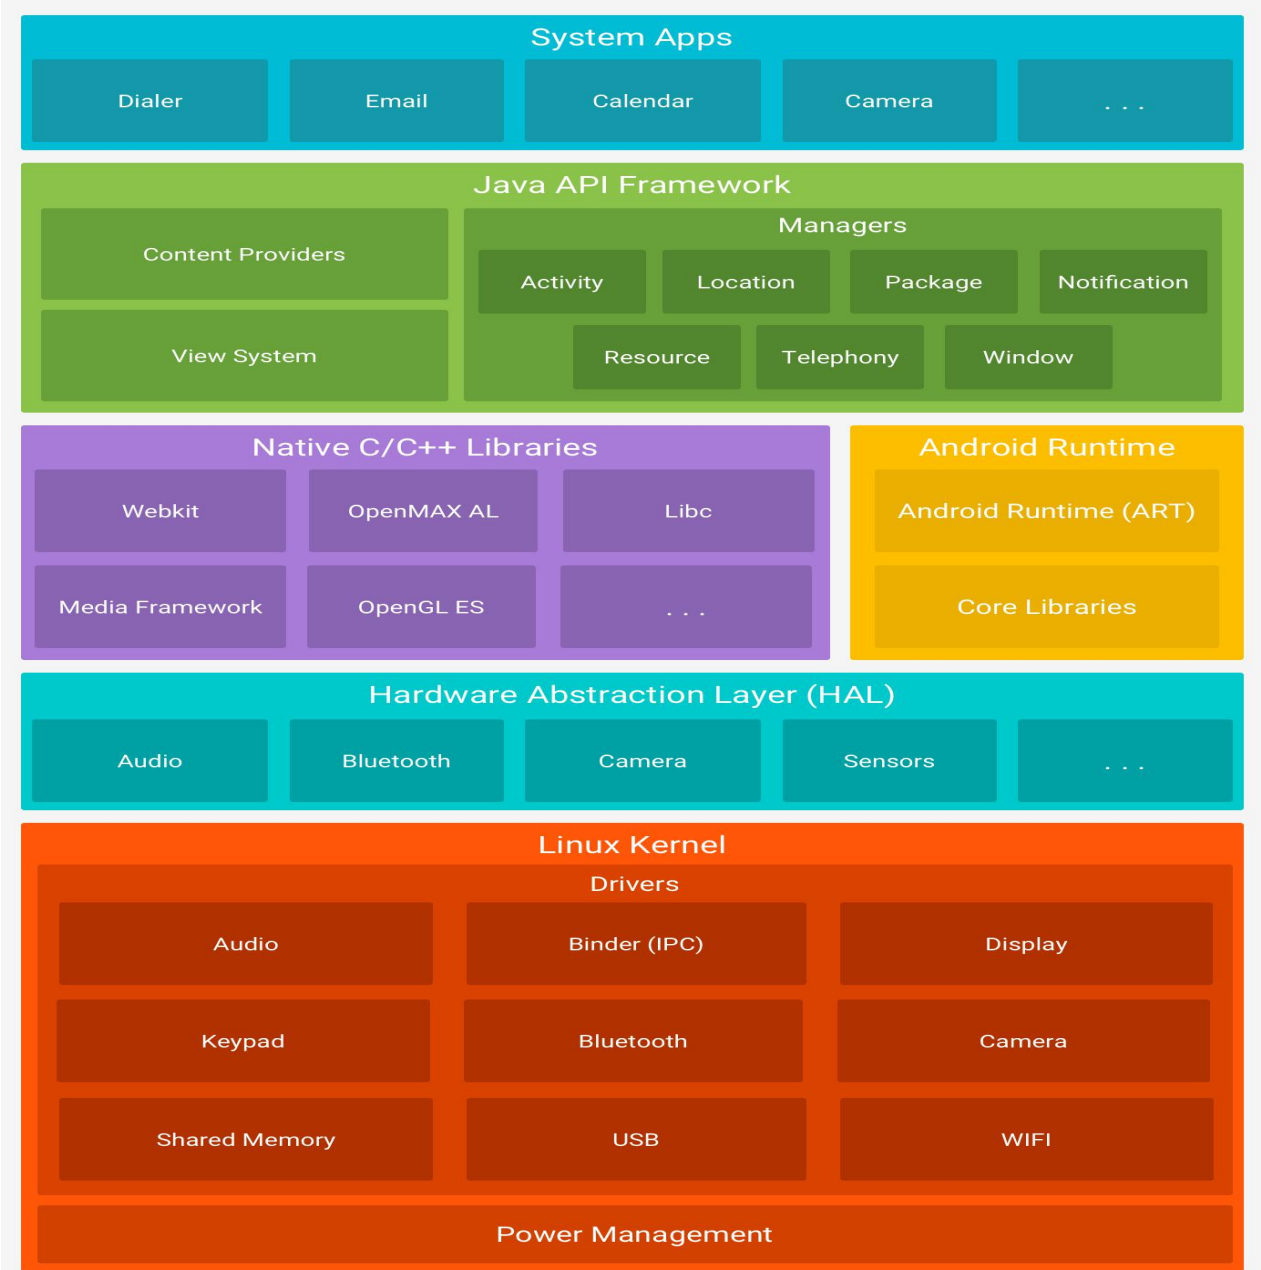 System Apps
Dialer
Email
Calendar
Camera
. . .
Java API Framework
Content Providers
View System
Managers
Activity
Location
Package
Notification
Resource
Telephony
Window
Native C/C++ Libraries
Webkit
OpenMAX AL
Libc
Media Framework
OpenGL ES
. . .
Android Runtime
Android Runtime (ART)
Core Libraries
Hardware Abstraction Layer (HAL)
Audio
Bluetooth
Camera
Sensors
. . .
Linux Kernel
Drivers
Audio
Binder (IPC)
Display
Keypad
Bluetooth
Camera
Shared Memory
USB
WIFI
Power Management